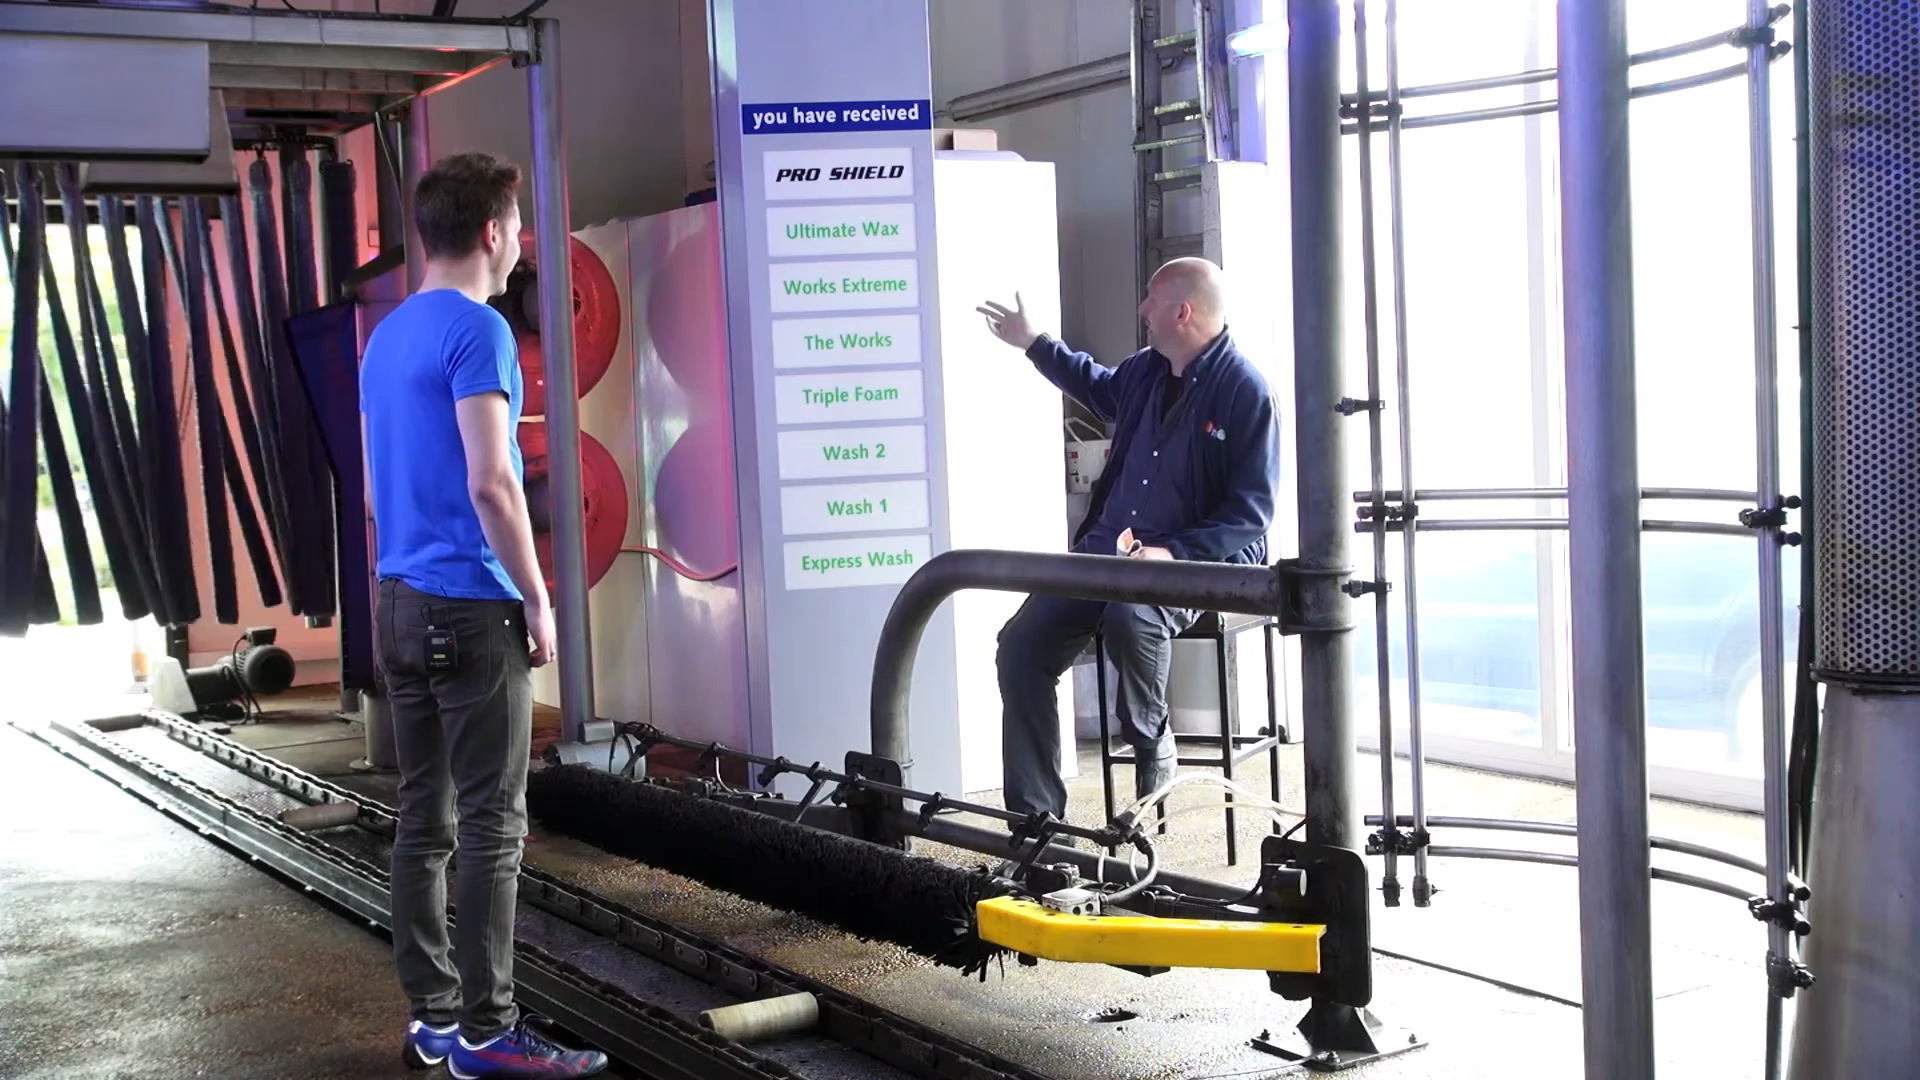 you have received
PRO SHIELD
Ultimate Wax
Works Extreme
The Works
Triple Foam
Wash 2
Wash 1
Express Wash